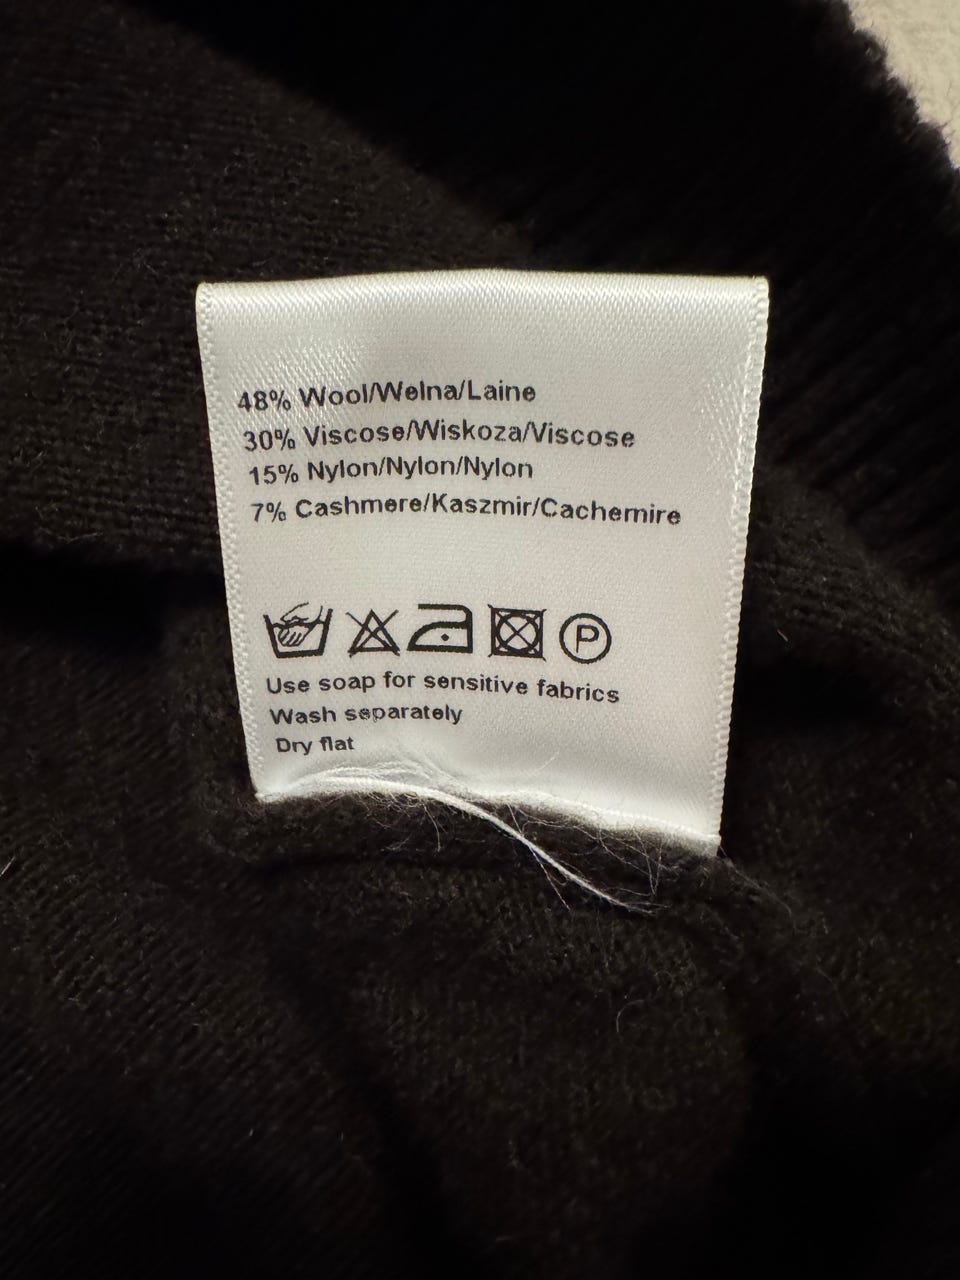 48% Wool/Wełna/Laine
30% Viscose/Wiskoza/Viscose
15% Nylon/Nylon/Nylon
7% Cashmere/Kaszmir/Cachemire
P
Use soap for sensitive fabrics
Wash separately
Dry flat